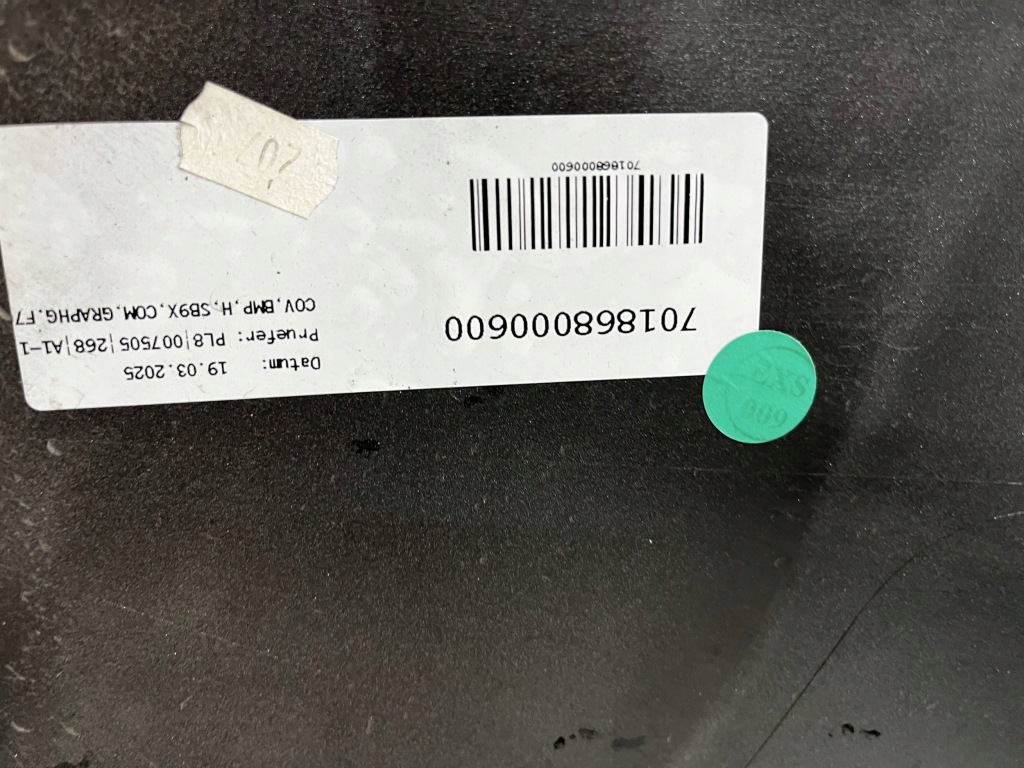 701868000600
Datum: 19.03.2025
Pruefer: PL8|007505|268|A1-1
COV,BMP,H,SB9X,COM,GRAPHG.F7
701868000600